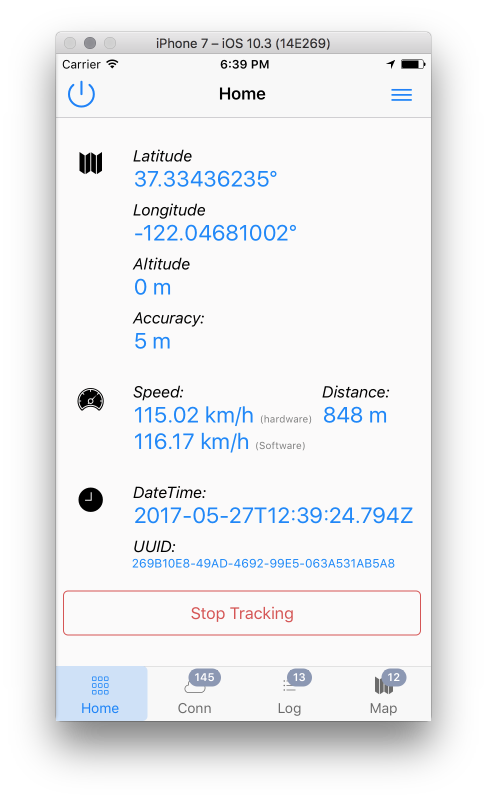 iPhone 7 – iOS 10.3 (14E269)
Carrier 6:39 PM
Home
Latitude
37.33436235°
Longitude
-122.04681002°
Altitude
0 m
Accuracy:
5 m
Speed: Distance:
115.02 km/h (hardware) 848 m
116.17 km/h (Software)
DateTime:
2017-05-27T12:39:24.794Z
UUID:
269B10E8-49AD-4692-99E5-063A531AB5A8
Stop Tracking
145 13 12
Home Conn Log Map